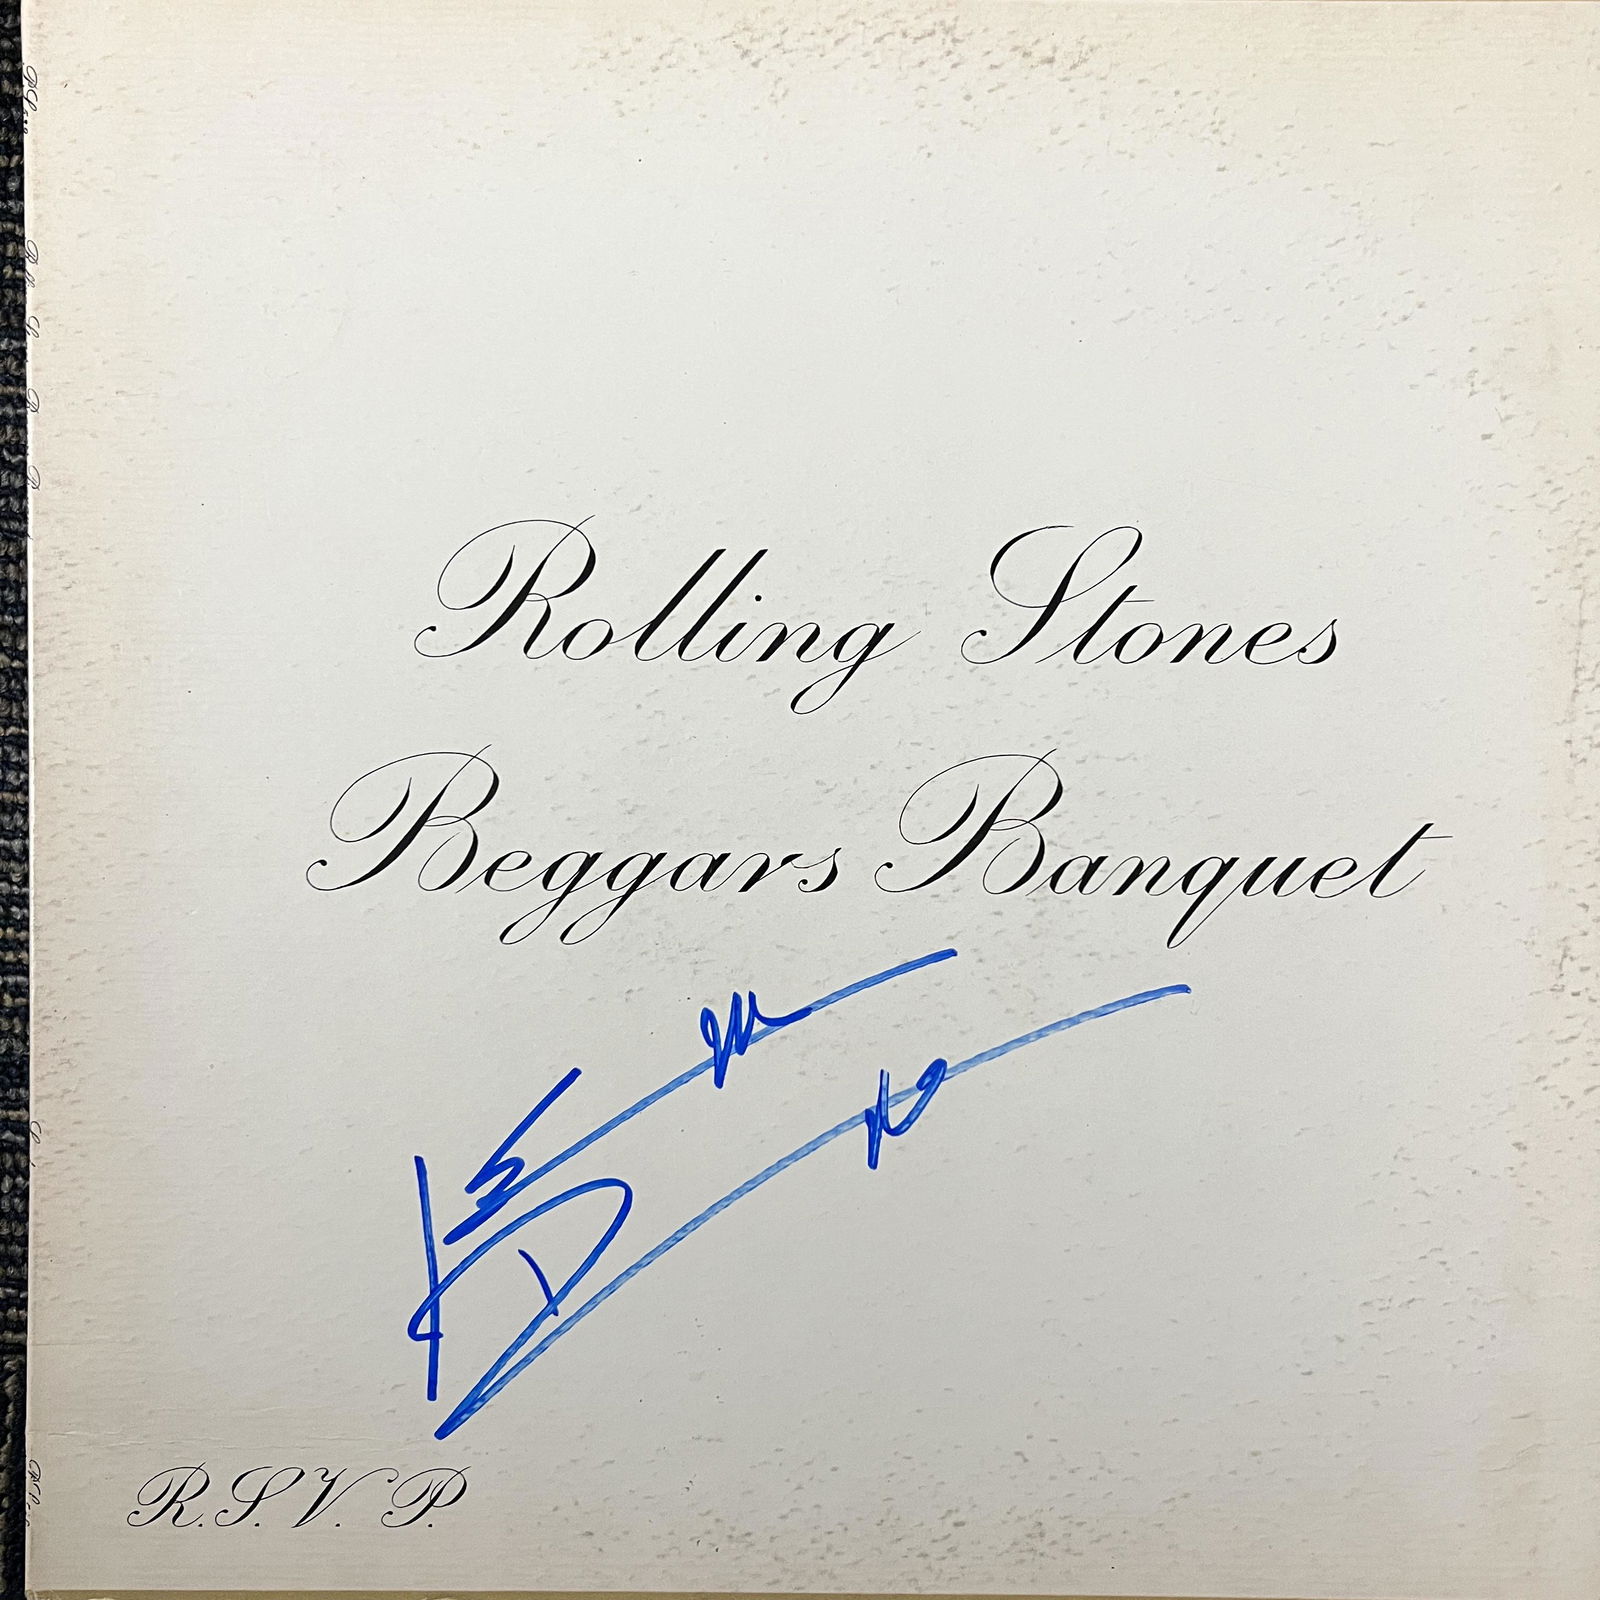 Rolling Stones
Beggars Banquet
R.S.V.P.